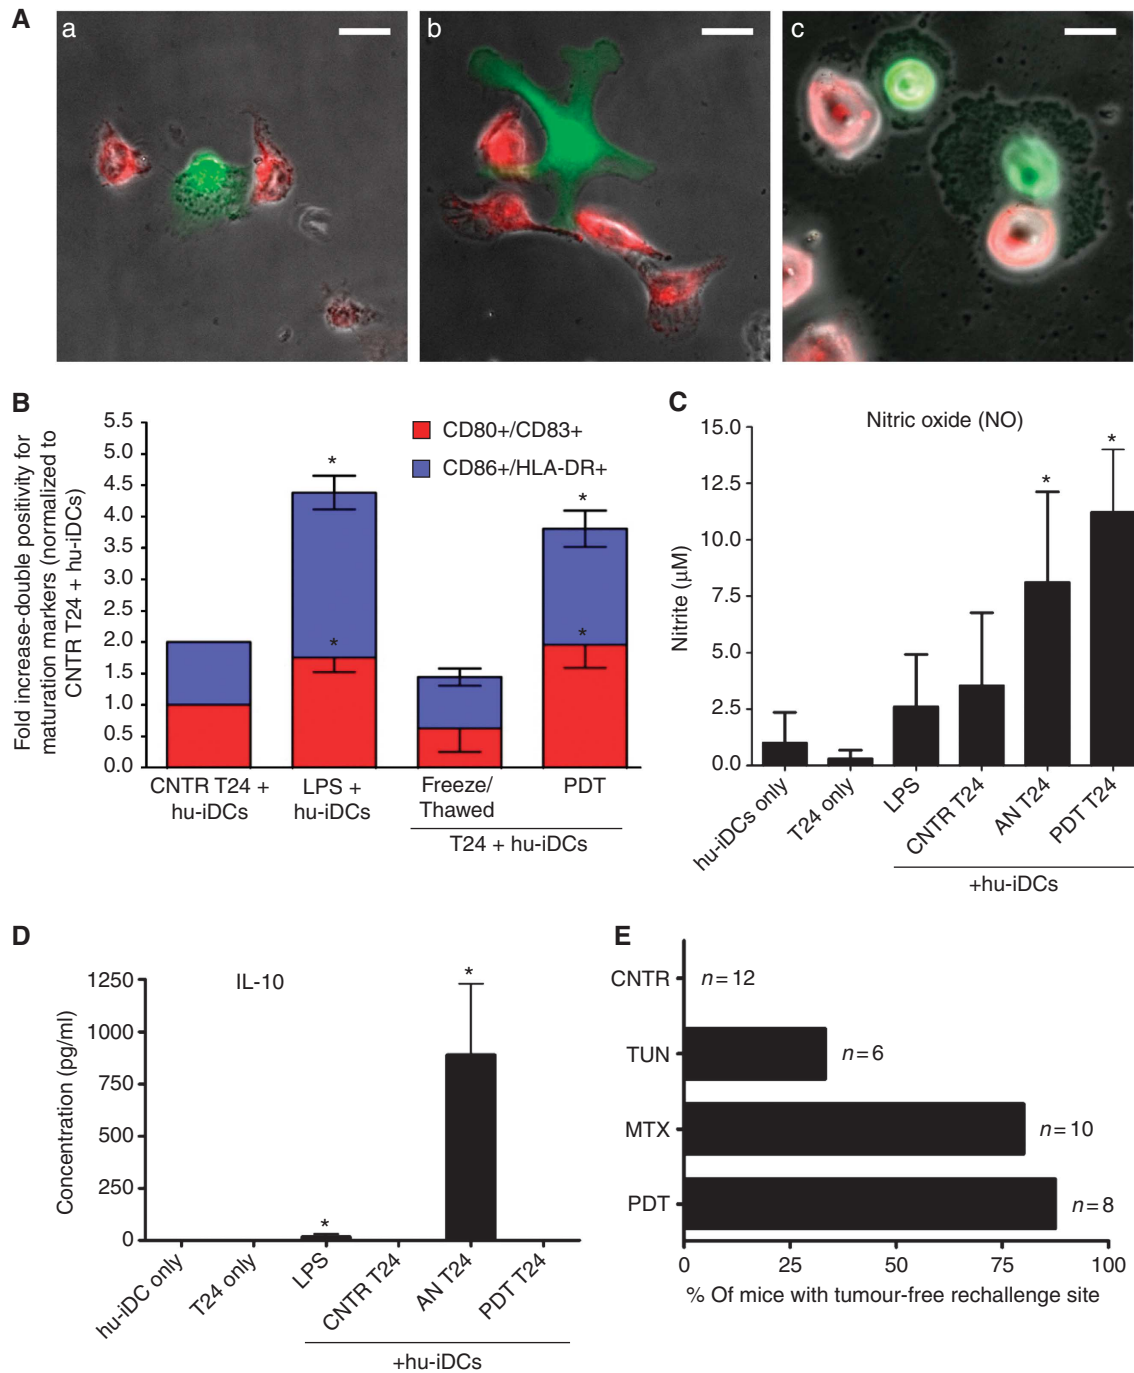 A
a
b
c
B
Fold increase-double positivity for
maturation markers (normalized to
CNTR T24 + hu-iDCs)
5.5
5.0
4.5
4.0
3.5
3.0
2.5
2.0
1.5
1.0
0.5
0.0
CD80+/CD83+
CD86+/HLA-DR+
*
*
*
*
CNTR T24 +
hu-iDCs
LPS +
hu-iDCs
Freeze/
Thawed
PDT
T24 + hu-iDCs
C
Nitric oxide (NO)
Nitrite (μM)
15.0
12.5
10.0
7.5
5.0
2.5
0.0
*
*
hu-iDCs only
T24 only
LPS
CNTR T24
AN T24
PDT T24
+hu-iDCs
D
IL-10
Concentration (pg/ml)
1250
1000
750
500
250
0
*
*
hu-iDC only
T24 only
LPS
CNTR T24
AN T24
PDT T24
+hu-iDCs
E
CNTR
n=12
TUN
n=6
MTX
n=10
PDT
n=8
0
25
50
75
100
% Of mice with tumour-free rechallenge site